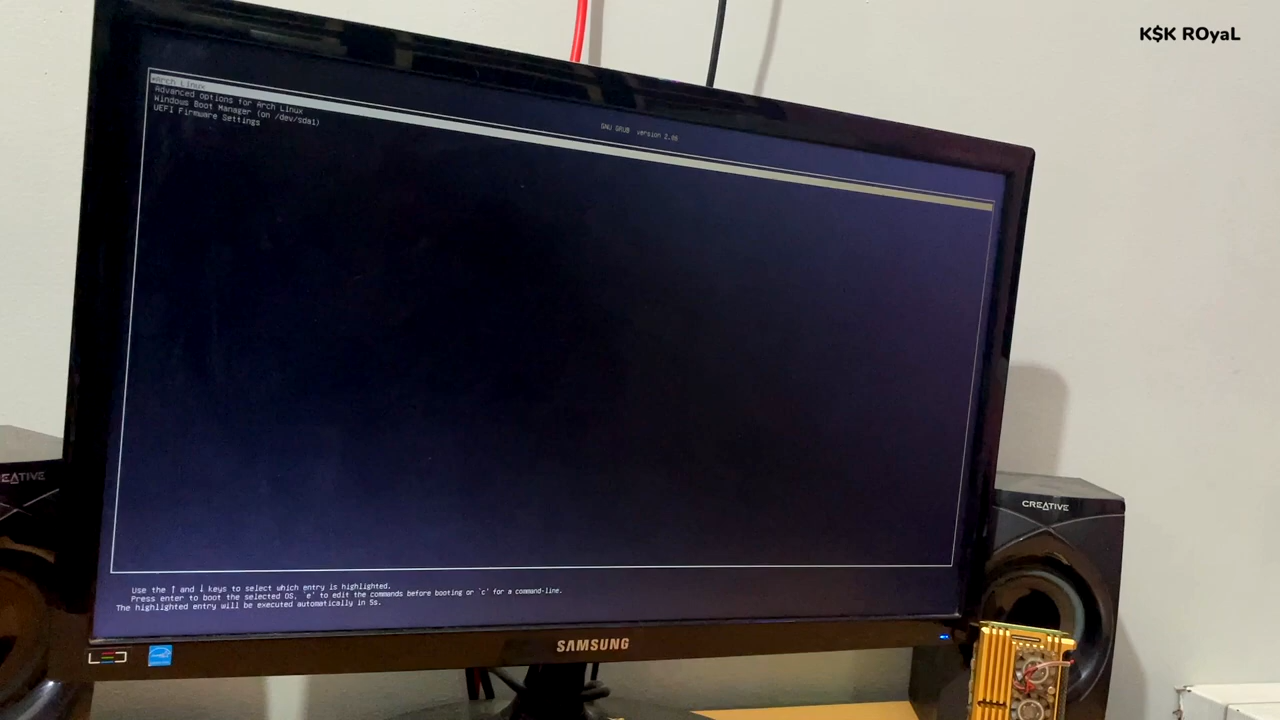 K$K ROyaL
GNU GRUB version 2.06
*Arch Linux
Advanced options for Arch Linux
Windows Boot Manager (on /dev/sda1)
UEFI Firmware Settings
Use the ↑ and ↓ keys to select which entry is highlighted.
Press enter to boot the selected OS, `e' to edit the commands before booting or `c' for a command-line.
The highlighted entry will be executed automatically in 5s.
SAMSUNG
EATIVE
CREATIVE